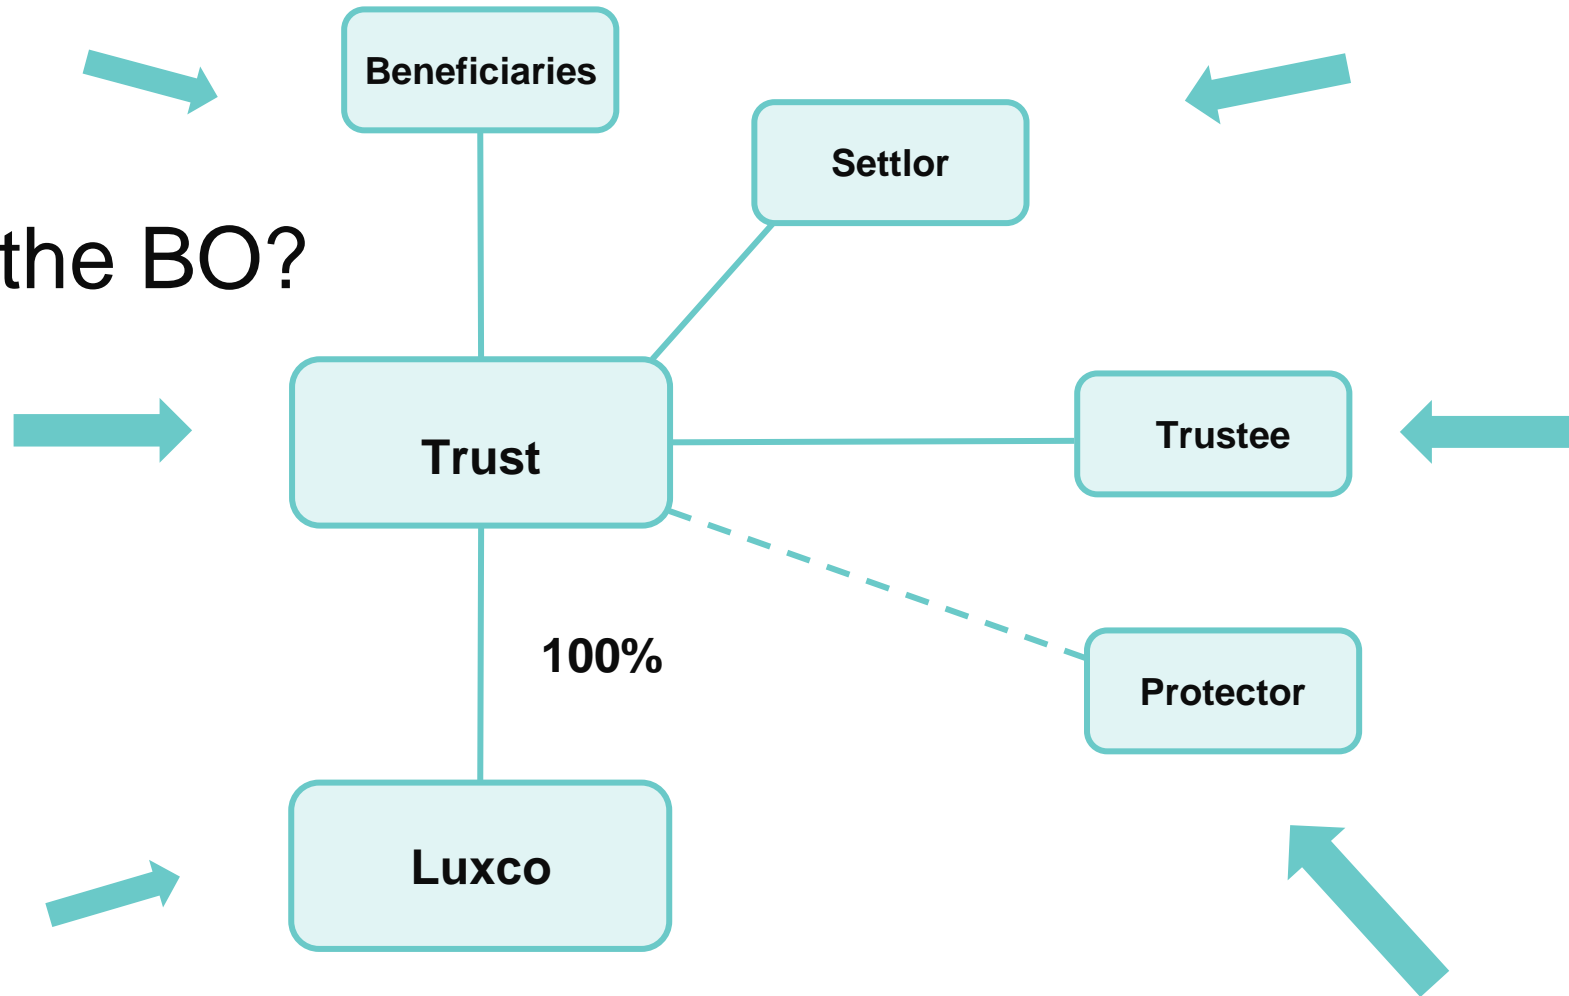 Beneficiaries
Settlor
the BO?
Trust
Trustee
100%
Protector
Luxco